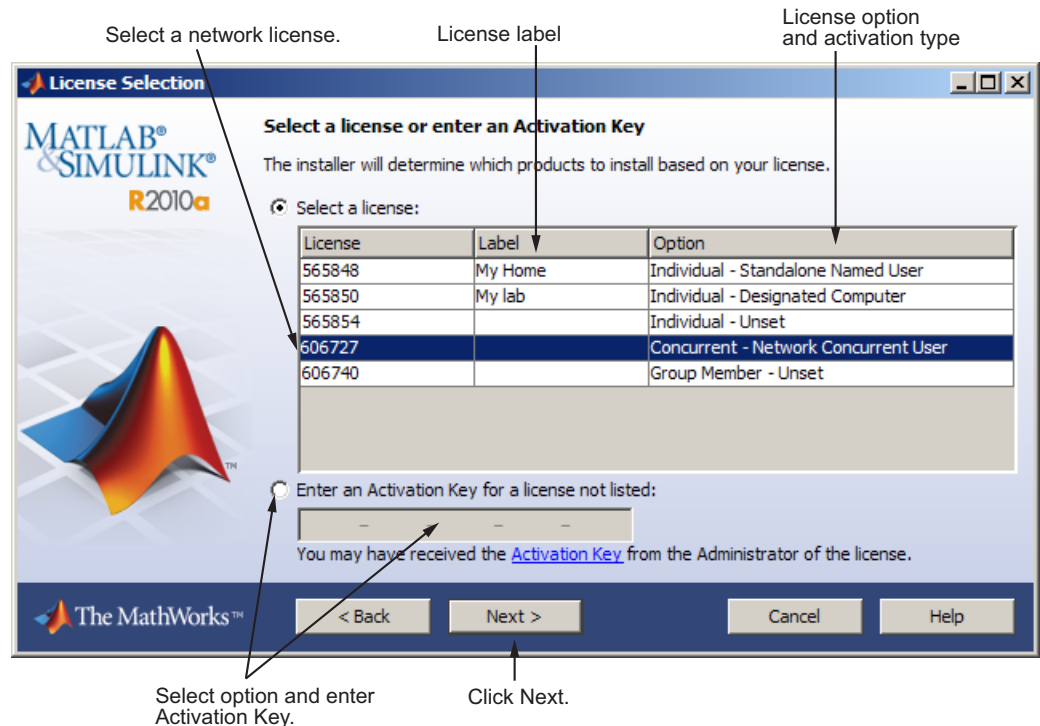 Select a network license.
License label
License option
and activation type
License Selection
MATLAB®
&SIMULINK®
R2010a
Select a license or enter an Activation Key
The installer will determine which products to install based on your license.
Select a license:
License Label Option
565848 My Home Individual - Standalone Named User
565850 My lab Individual - Designated Computer
565854 Individual - Unset
606727 Concurrent - Network Concurrent User
606740 Group Member - Unset
TM
Enter an Activation Key for a license not listed:
– – – –
You may have received the Activation Key from the Administrator of the license.
The MathWorks™
< Back
Next >
Cancel
Help
Select option and enter
Activation Key.
Click Next.